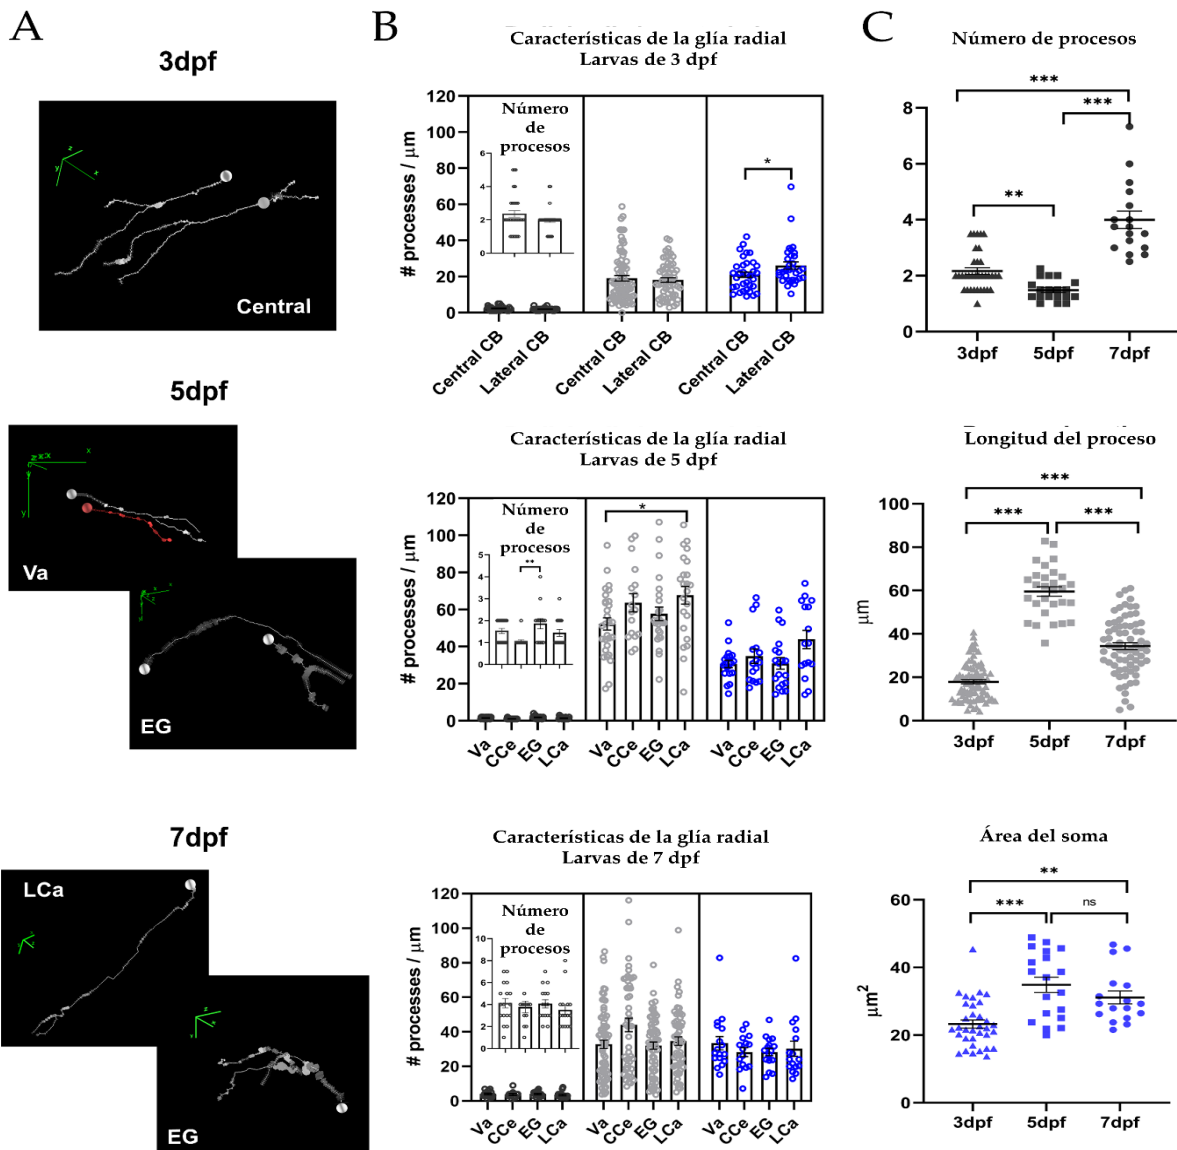 A
3dpf
z
y
x
Central
5dpf
x
y
Va
EG
7dpf
LCa
EG
B
Características de la glía radial
Larvas de 3 dpf
# processes / μm
120
100
80
60
40
20
0
Número
de
procesos
6
4
2
0
*
Central CB
Lateral CB
Central CB
Lateral CB
Central CB
Lateral CB
Características de la glía radial
Larvas de 5 dpf
# processes / μm
120
100
80
60
40
20
0
Número
de
procesos
5
4
3
2
1
0
**
*
Va
CCe
EG
LCa
Va
CCe
EG
LCa
Va
CCe
EG
LCa
Características de la glía radial
Larvas de 7 dpf
# processes / μm
120
100
80
60
40
20
0
Número
de
procesos
10
8
6
4
2
0
Va
CCe
EG
LCa
Va
CCe
EG
LCa
Va
CCe
EG
LCa
C
Número de procesos
***
***
**
8
6
4
2
0
3dpf 5dpf 7dpf
Longitud del proceso
***
*** ***
μm
100
80
60
40
20
0
3dpf 5dpf 7dpf
Área del soma
**
*** ns
μm²
60
40
20
0
3dpf 5dpf 7dpf